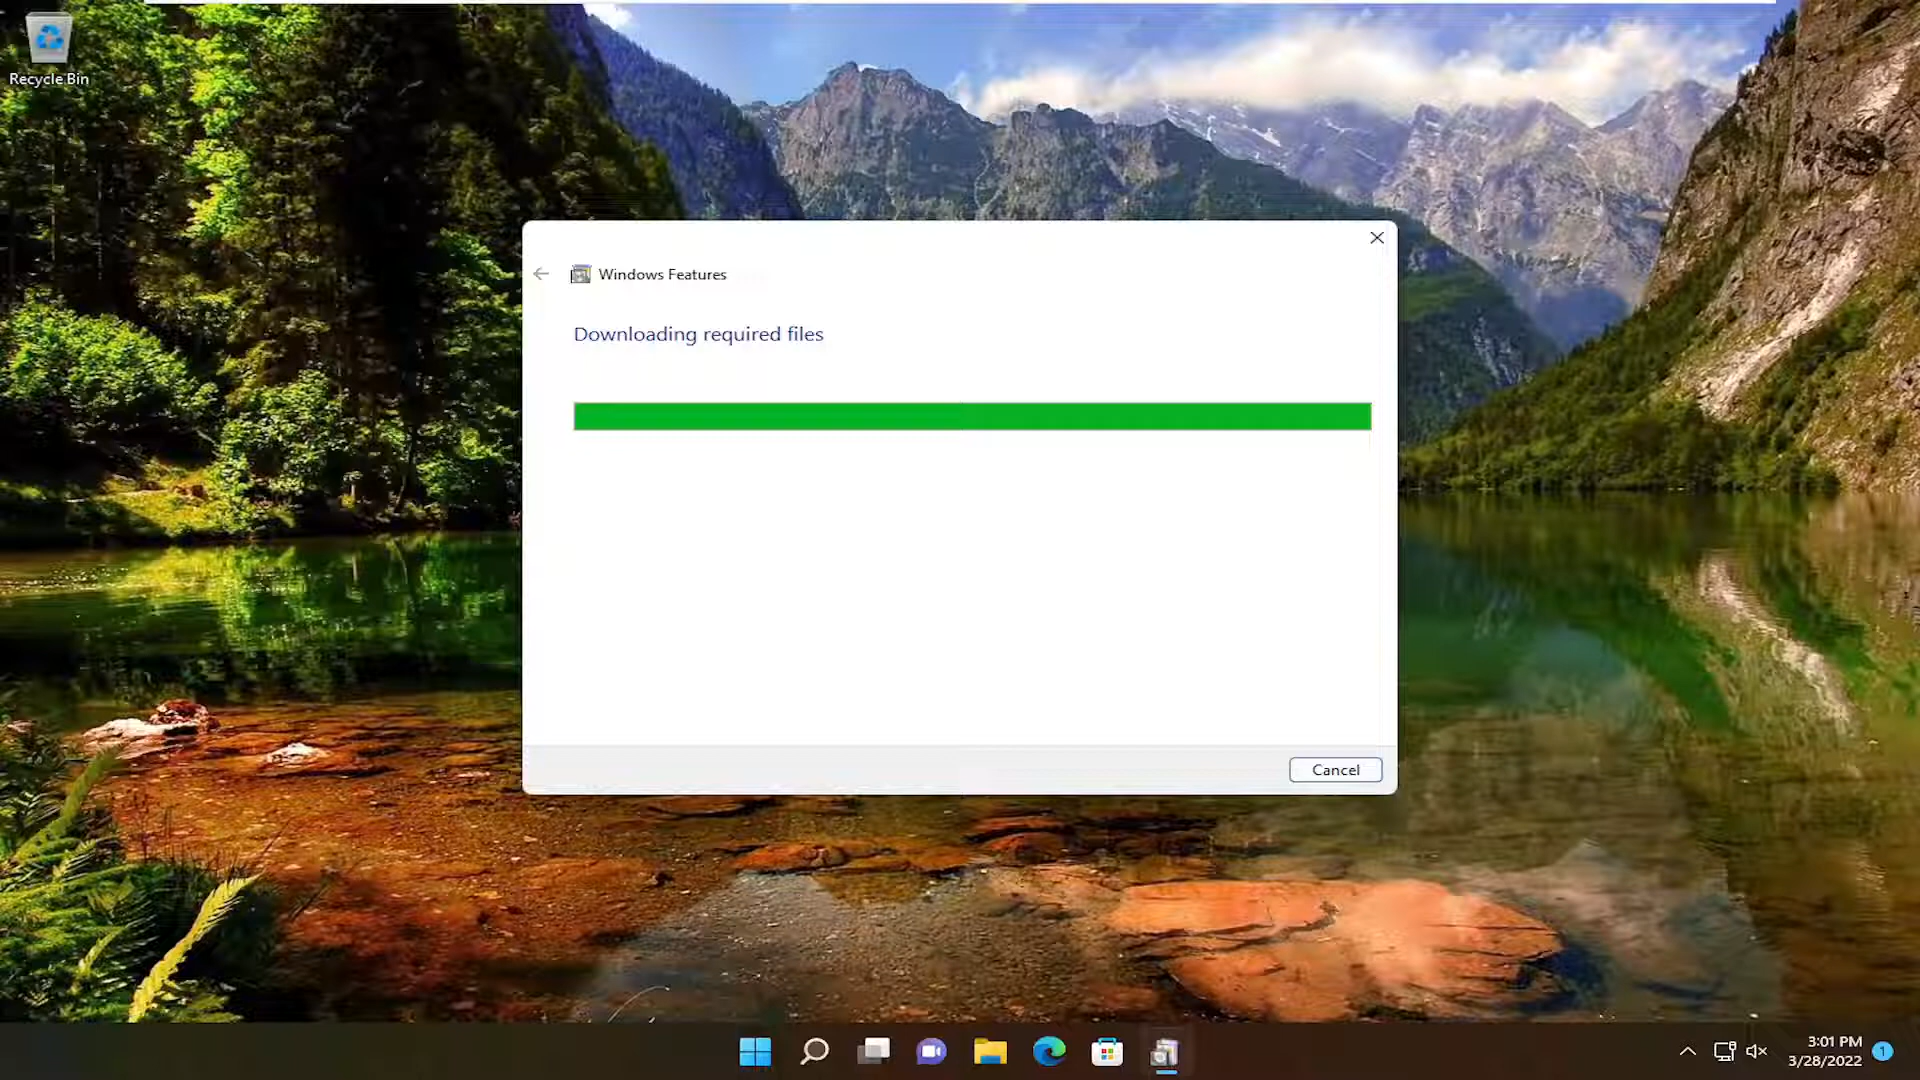 Recycle Bin
Windows Features
Downloading required files
Cancel
3:01 PM
3/28/2022
1